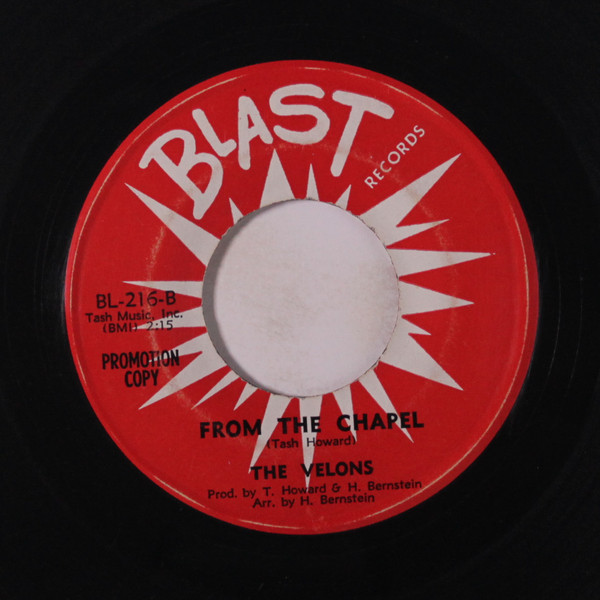 BLAST
RECORDS
BL-216-B
Tash Music, Inc.
(BMI) 2:15
PROMOTION
COPY
FROM THE CHAPEL
(Tash Howard)
THE VELONS
Prod. by T. Howard & H. Bernstein
Arr. by H. Bernstein